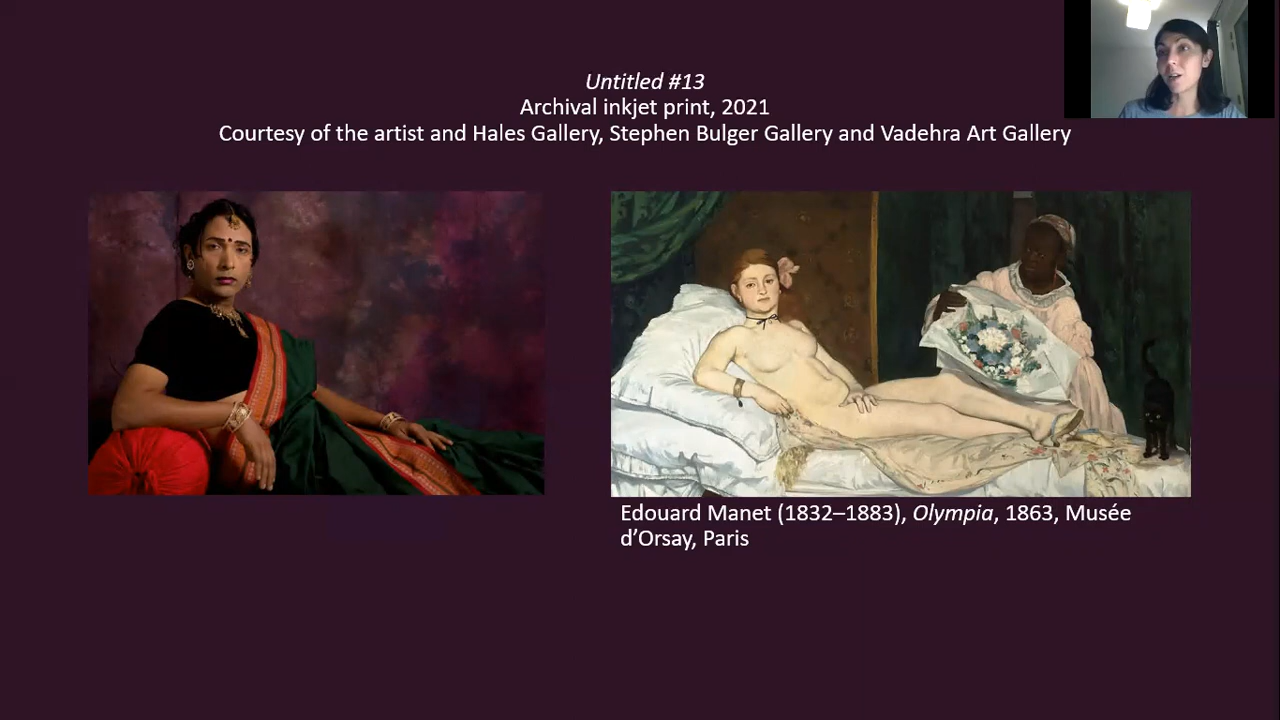 Untitled #13
Archival inkjet print, 2021
Courtesy of the artist and Hales Gallery, Stephen Bulger Gallery and Vadehra Art Gallery
Edouard Manet (1832–1883), Olympia, 1863, Musée
d’Orsay, Paris